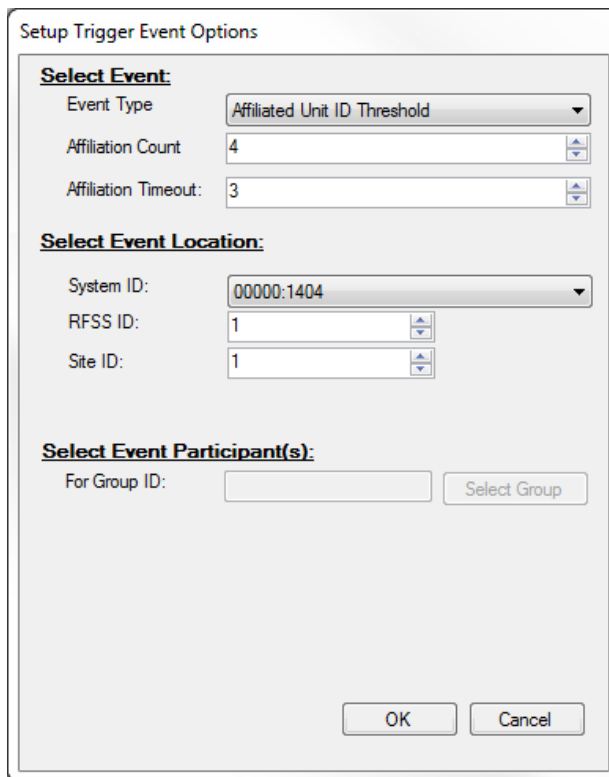 Setup Trigger Event Options
Select Event:
Event Type Affiliated Unit ID Threshold
Affiliation Count 4
Affiliation Timeout: 3
Select Event Location:
System ID: 00000:1404
RFSS ID: 1
Site ID: 1
Select Event Participant(s):
For Group ID: Select Group
OK Cancel